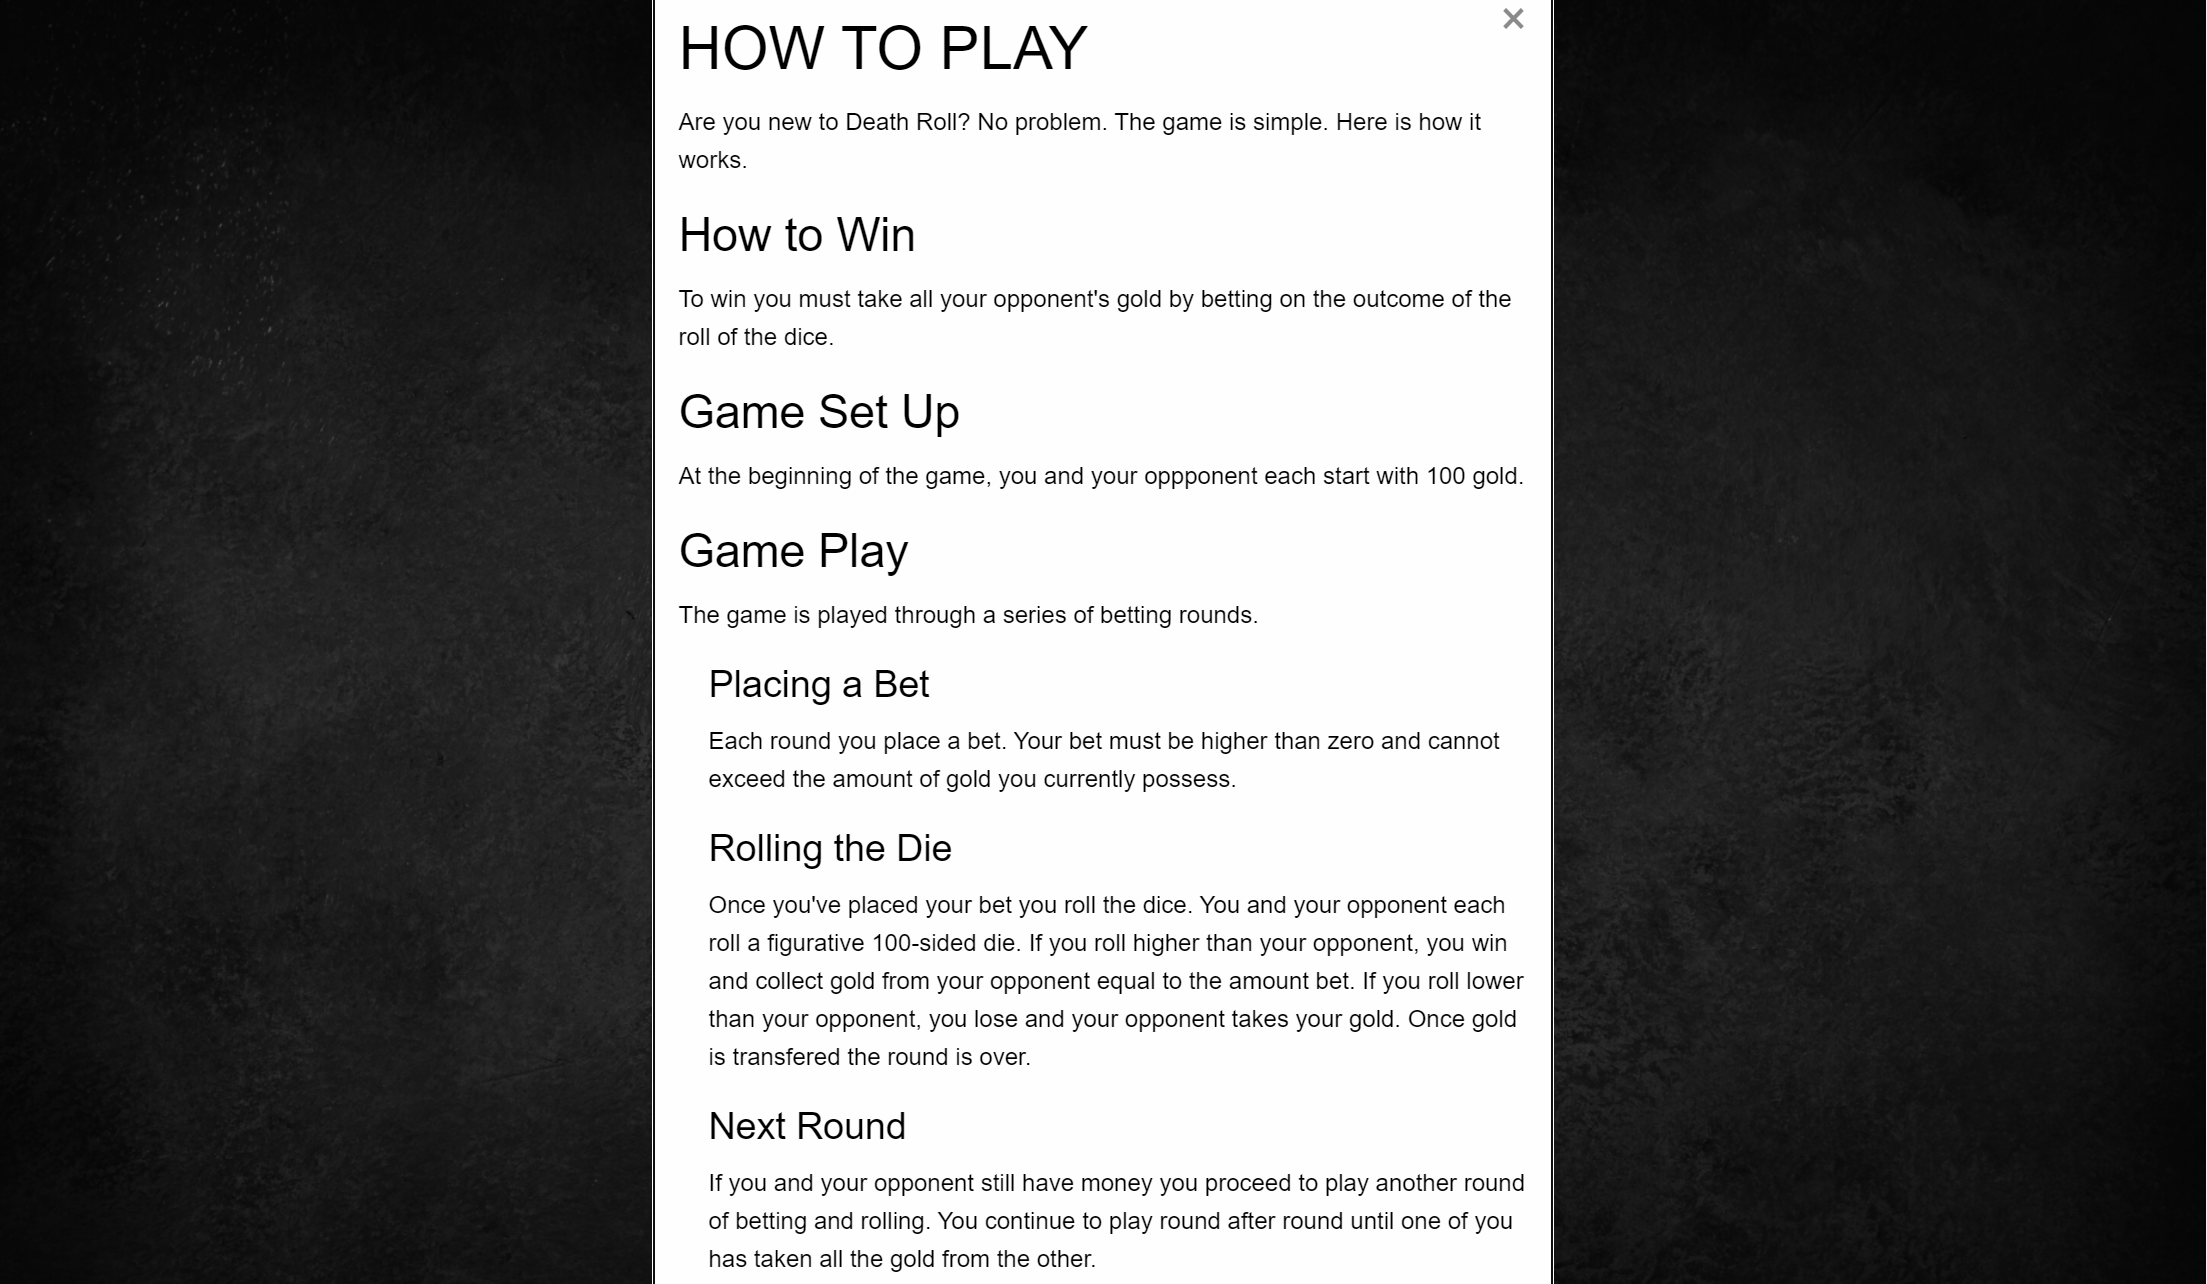 HOW TO PLAY
Are you new to Death Roll? No problem. The game is simple. Here is how it
works.
How to Win
To win you must take all your opponent's gold by betting on the outcome of the
roll of the dice.
Game Set Up
At the beginning of the game, you and your oppponent each start with 100 gold.
Game Play
The game is played through a series of betting rounds.
Placing a Bet
Each round you place a bet. Your bet must be higher than zero and cannot
exceed the amount of gold you currently possess.
Rolling the Die
Once you've placed your bet you roll the dice. You and your opponent each
roll a figurative 100-sided die. If you roll higher than your opponent, you win
and collect gold from your opponent equal to the amount bet. If you roll lower
than your opponent, you lose and your opponent takes your gold. Once gold
is transfered the round is over.
Next Round
If you and your opponent still have money you proceed to play another round
of betting and rolling. You continue to play round after round until one of you
has taken all the gold from the other.